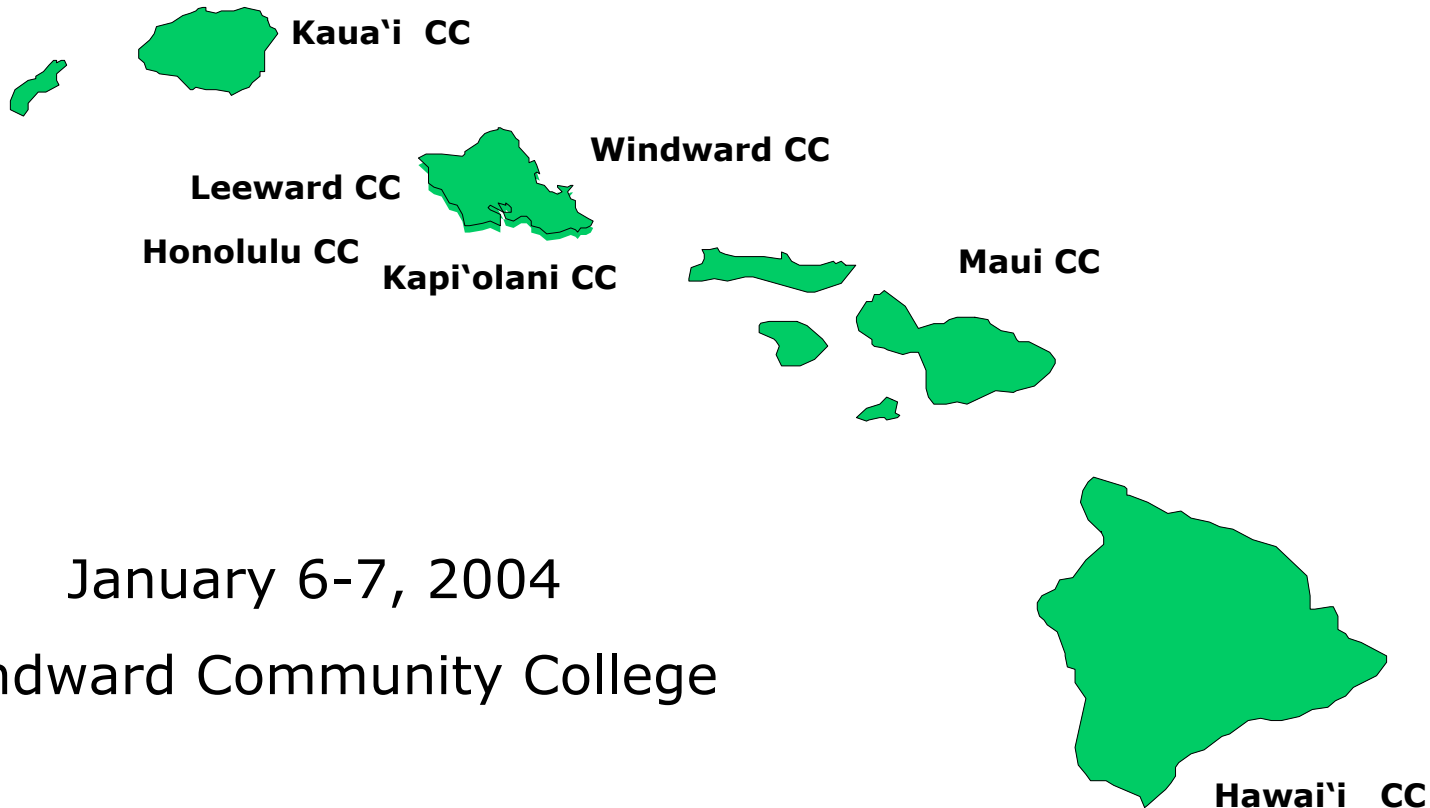 Kaua‘i CC
Windward CC
Leeward CC
Honolulu CC
Kapi‘olani CC
Maui CC
January 6-7, 2004
ndward Community College
Hawai‘i CC